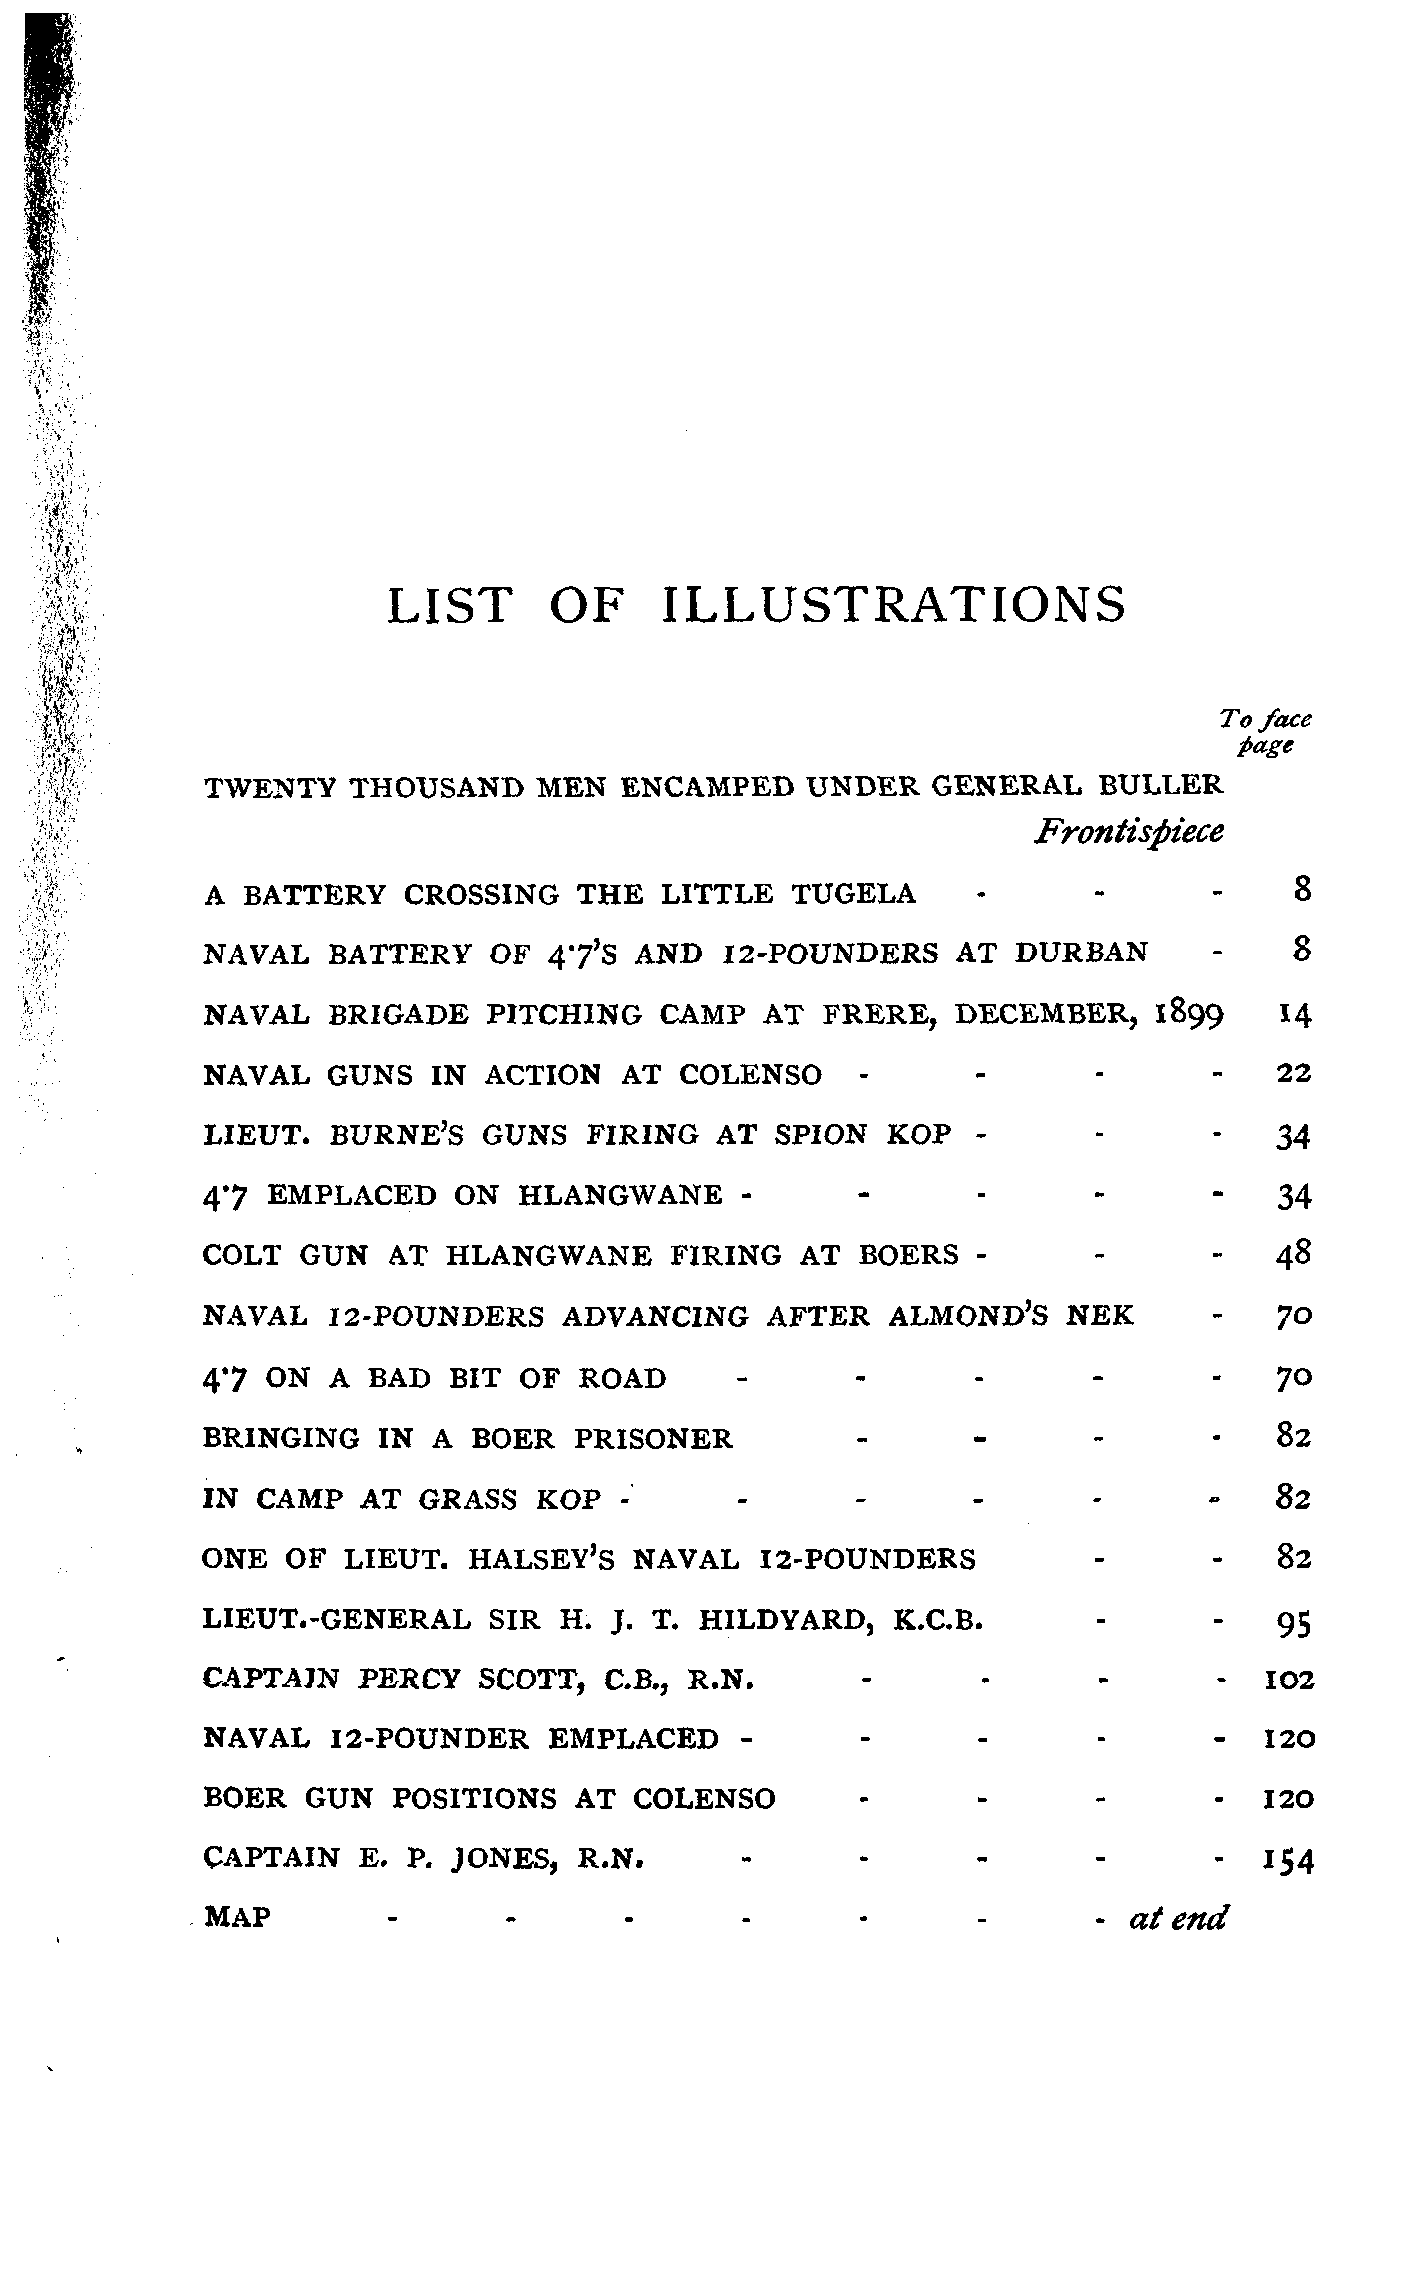 LIST OF ILLUSTRATIONS
To face
page
TWENTY THOUSAND MEN ENCAMPED UNDER GENERAL BULLER
Frontispiece
A BATTERY CROSSING THE LITTLE TUGELA - - - 8
NAVAL BATTERY OF 4·7's AND 12-POUNDERS AT DURBAN - 8
NAVAL BRIGADE PITCHING CAMP AT FRERE, DECEMBER, 1899 14
NAVAL GUNS IN ACTION AT COLENSO - - - - 22
LIEUT. BURNE'S GUNS FIRING AT SPION KOP - - - 34
4·7 EMPLACED ON HLANGWANE - - - - - 34
COLT GUN AT HLANGWANE FIRING AT BOERS - - - 48
NAVAL 12-POUNDERS ADVANCING AFTER ALMOND'S NEK - 70
4·7 ON A BAD BIT OF ROAD - - - - - 70
BRINGING IN A BOER PRISONER - - - - 82
IN CAMP AT GRASS KOP - - - - - - 82
ONE OF LIEUT. HALSEY'S NAVAL 12-POUNDERS - - 82
LIEUT.-GENERAL SIR H. J. T. HILDYARD, K.C.B. - - 95
CAPTAIN PERCY SCOTT, C.B., R.N. - - - - 102
NAVAL 12-POUNDER EMPLACED - - - - - 120
BOER GUN POSITIONS AT COLENSO - - - - 120
CAPTAIN E. P. JONES, R.N. - - - - - 154
MAP - - - - - - - at end